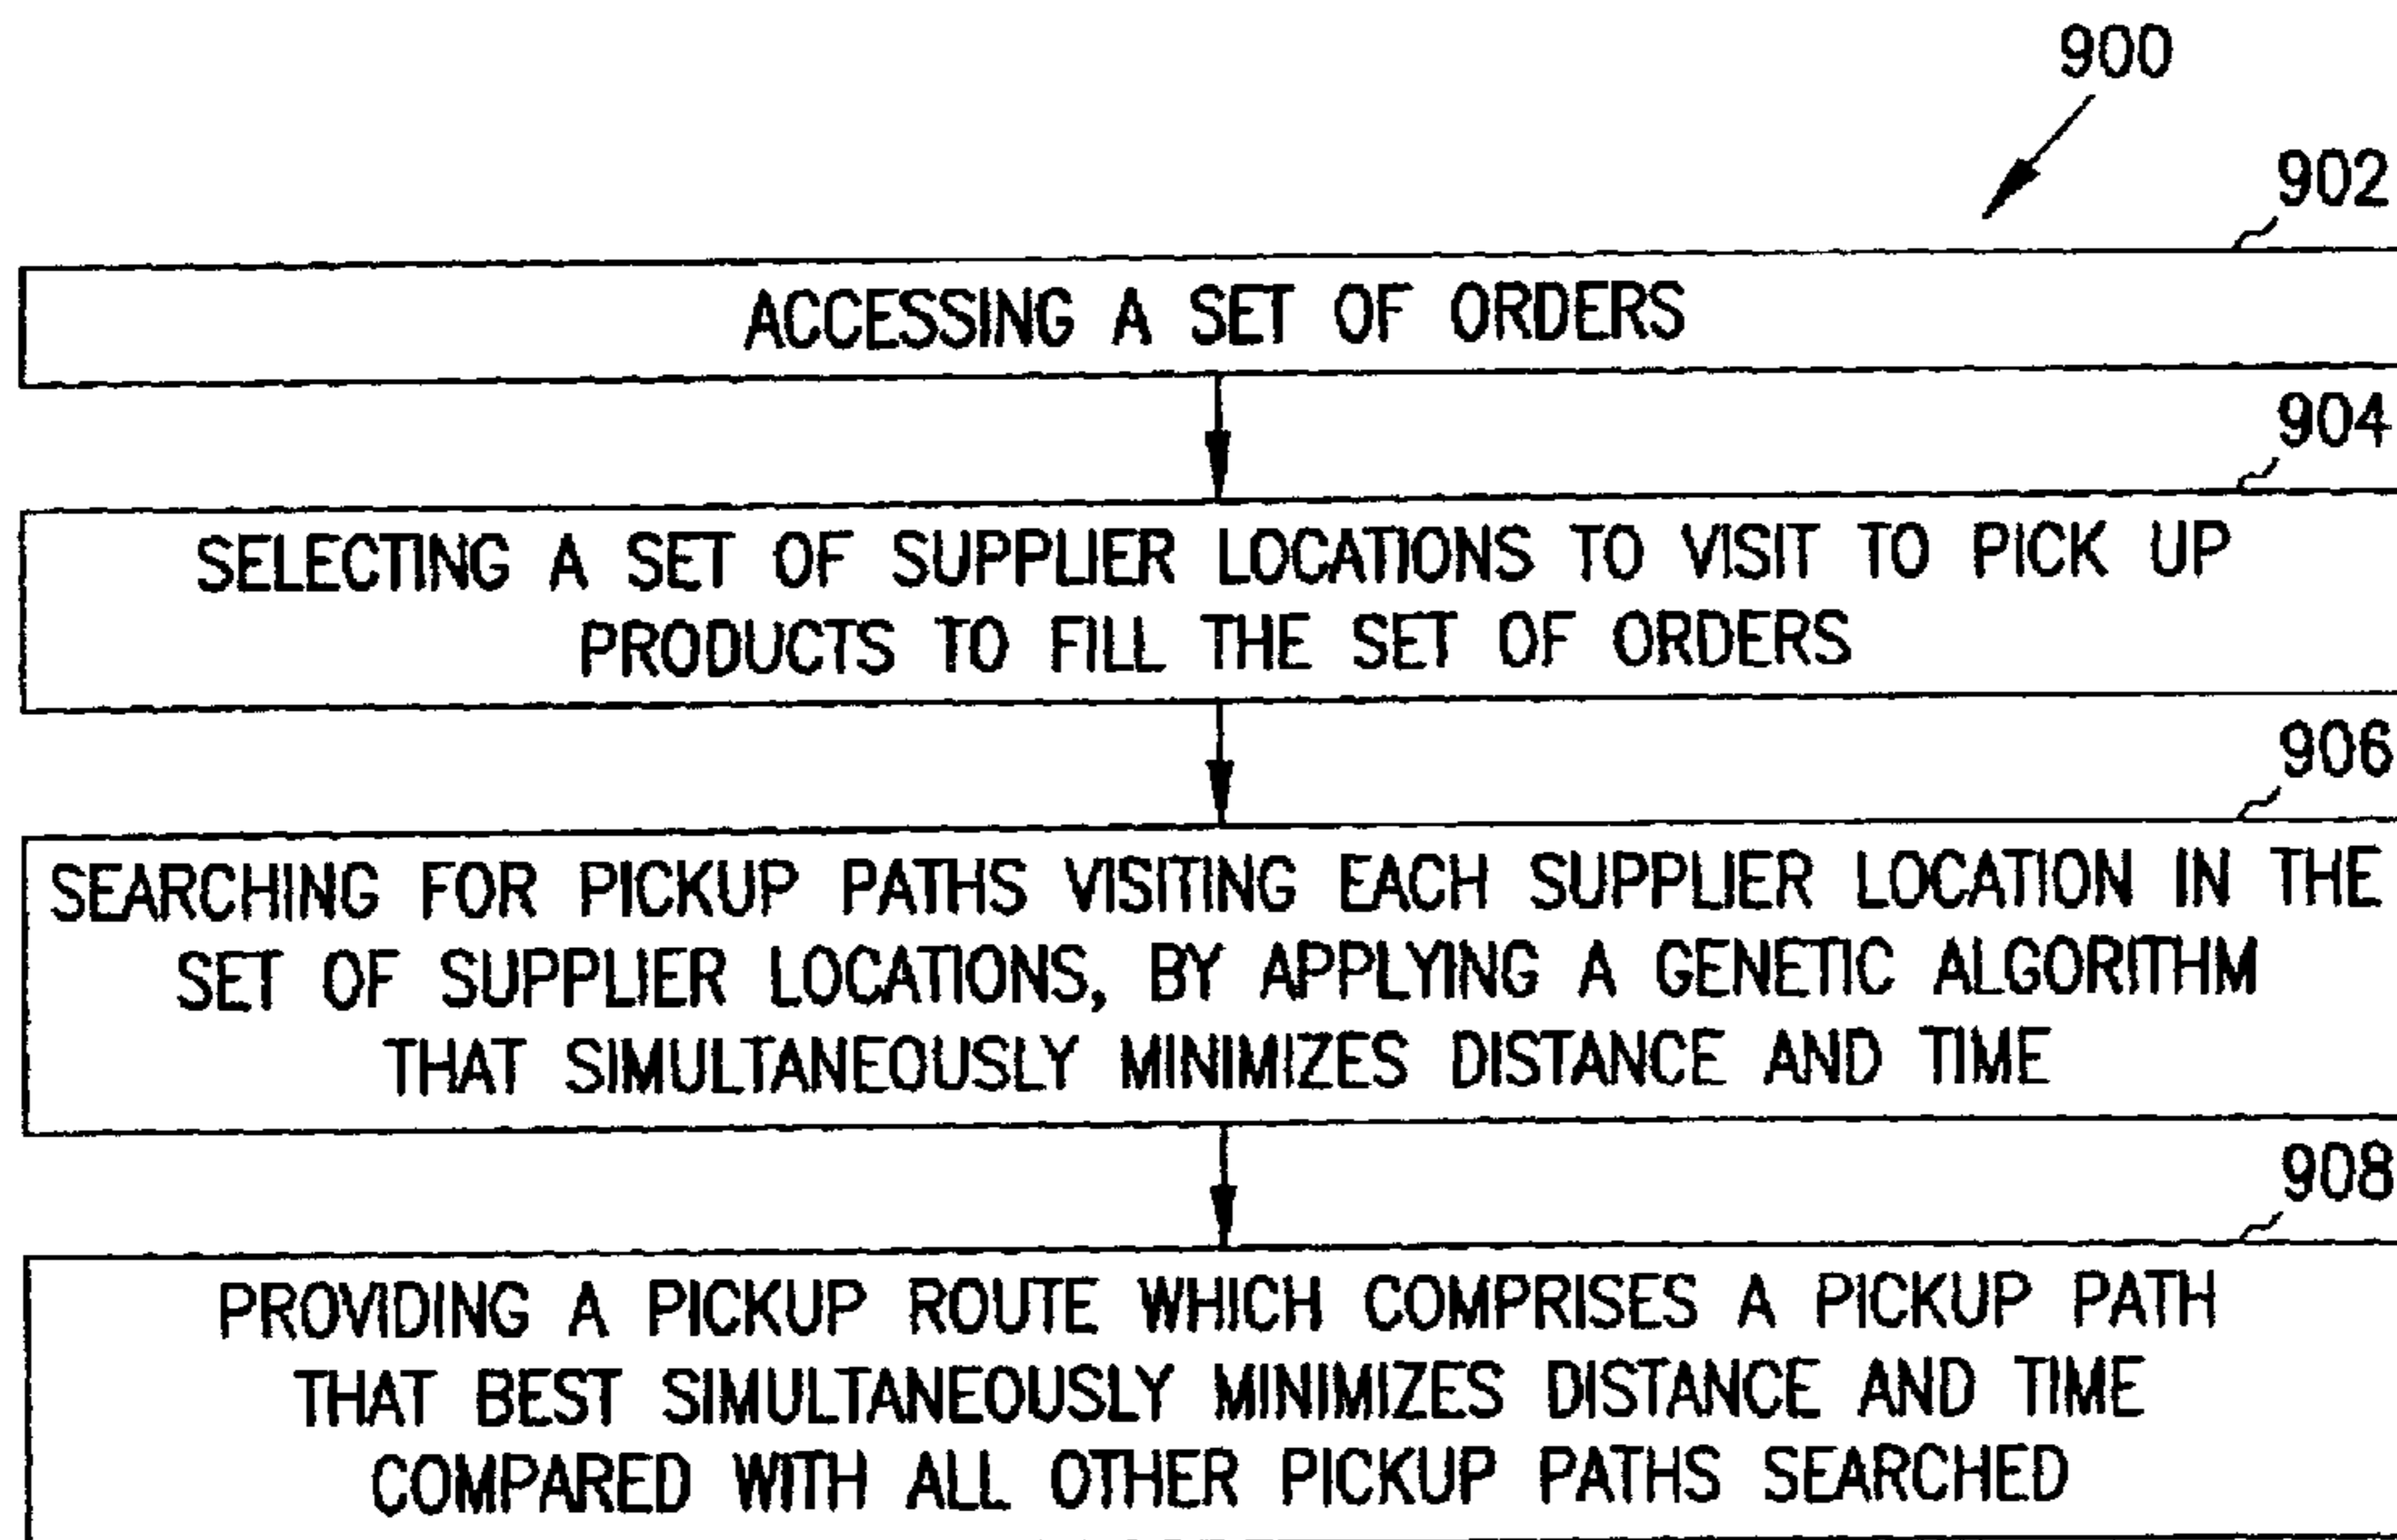 900
902
ACCESSING A SET OF ORDERS
904
SELECTING A SET OF SUPPLIER LOCATIONS TO VISIT TO PICK UP
PRODUCTS TO FILL THE SET OF ORDERS
906
SEARCHING FOR PICKUP PATHS VISITING EACH SUPPLIER LOCATION IN THE
SET OF SUPPLIER LOCATIONS, BY APPLYING A GENETIC ALGORITHM
THAT SIMULTANEOUSLY MINIMIZES DISTANCE AND TIME
908
PROVIDING A PICKUP ROUTE WHICH COMPRISES A PICKUP PATH
THAT BEST SIMULTANEOUSLY MINIMIZES DISTANCE AND TIME
COMPARED WITH ALL OTHER PICKUP PATHS SEARCHED